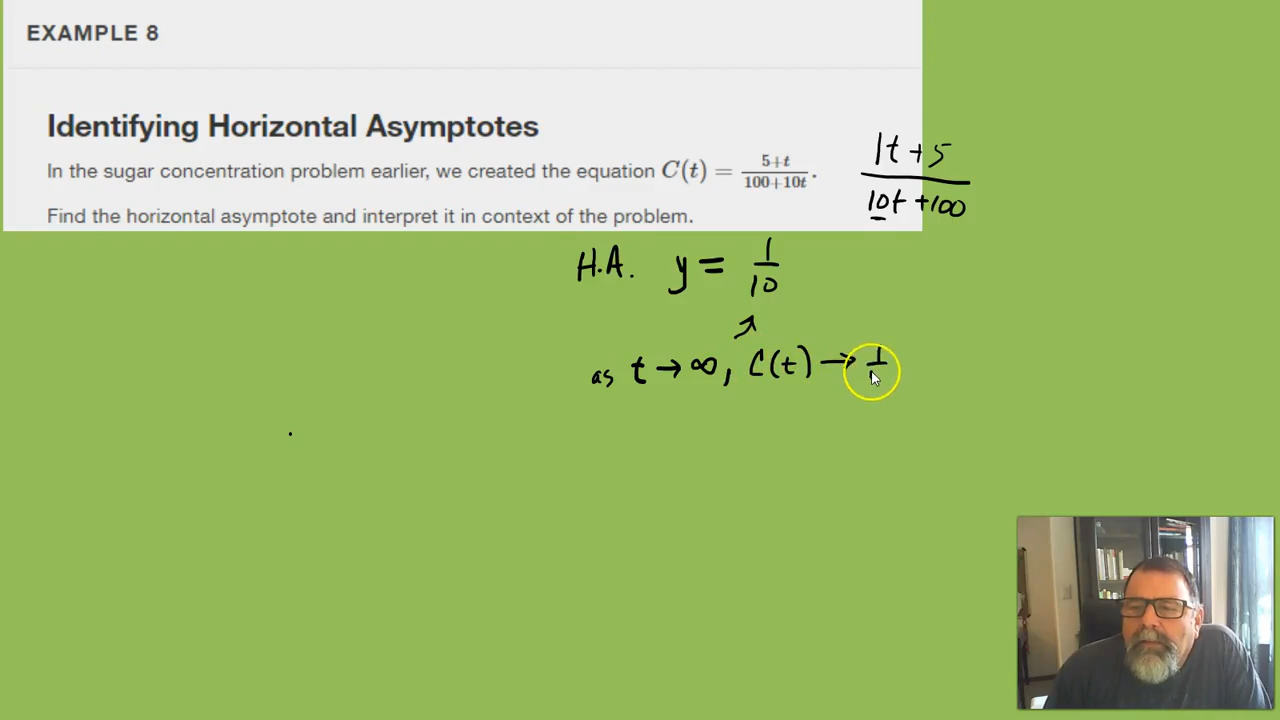 EXAMPLE 8
Identifying Horizontal Asymptotes
In the sugar concentration problem earlier, we created the equation C(t) = 5+t / 100+10t.
Find the horizontal asymptote and interpret it in context of the problem.
1t + 5
10t + 100
H.A. y = 1/10
as t → ∞, C(t) → 1